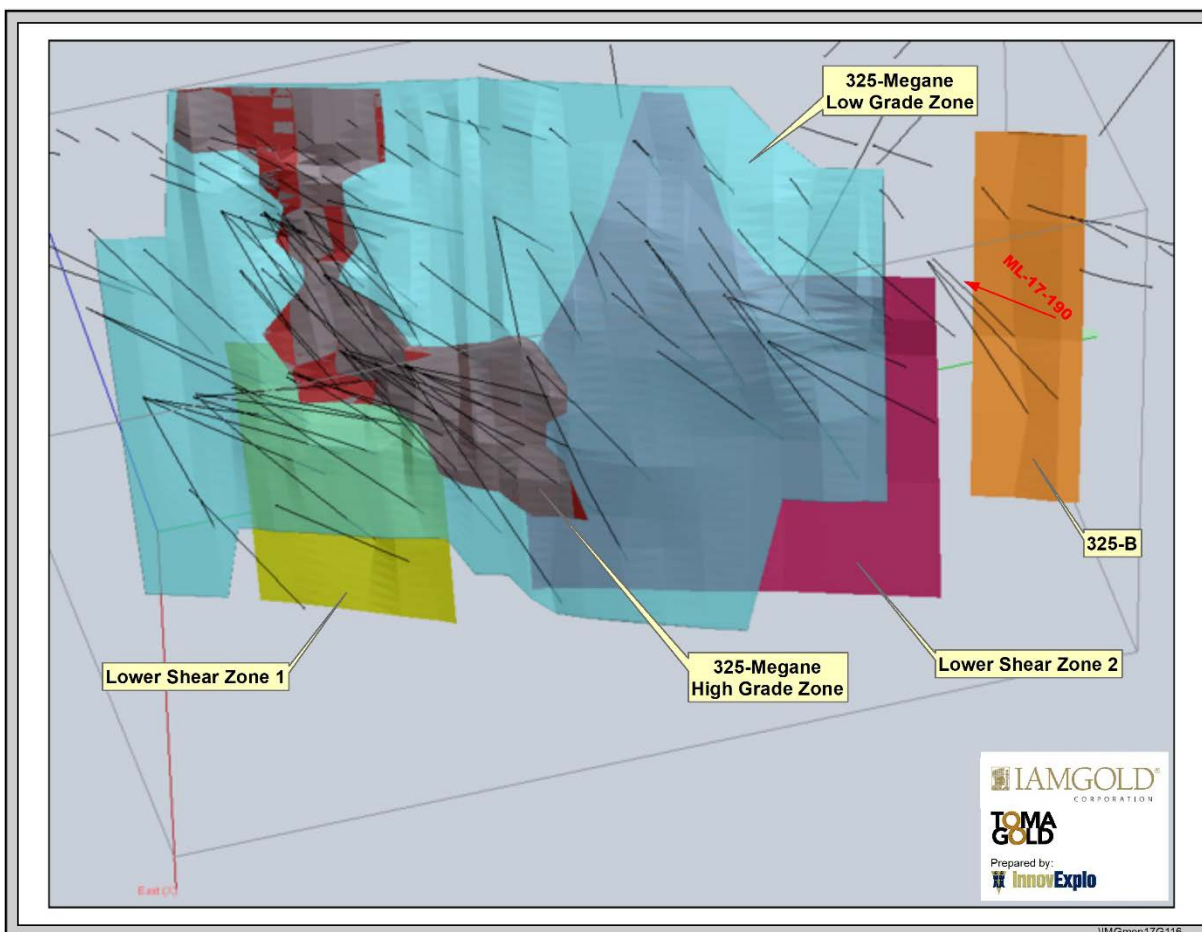 325-Megane
Low Grade Zone
ML-17-190
325-B
Lower Shear Zone 1
325-Megane
High Grade Zone
Lower Shear Zone 2
IAMGOLD®
CORPORATION
TOMA
GOLD
Prepared by:
InnovExplo
East (X)